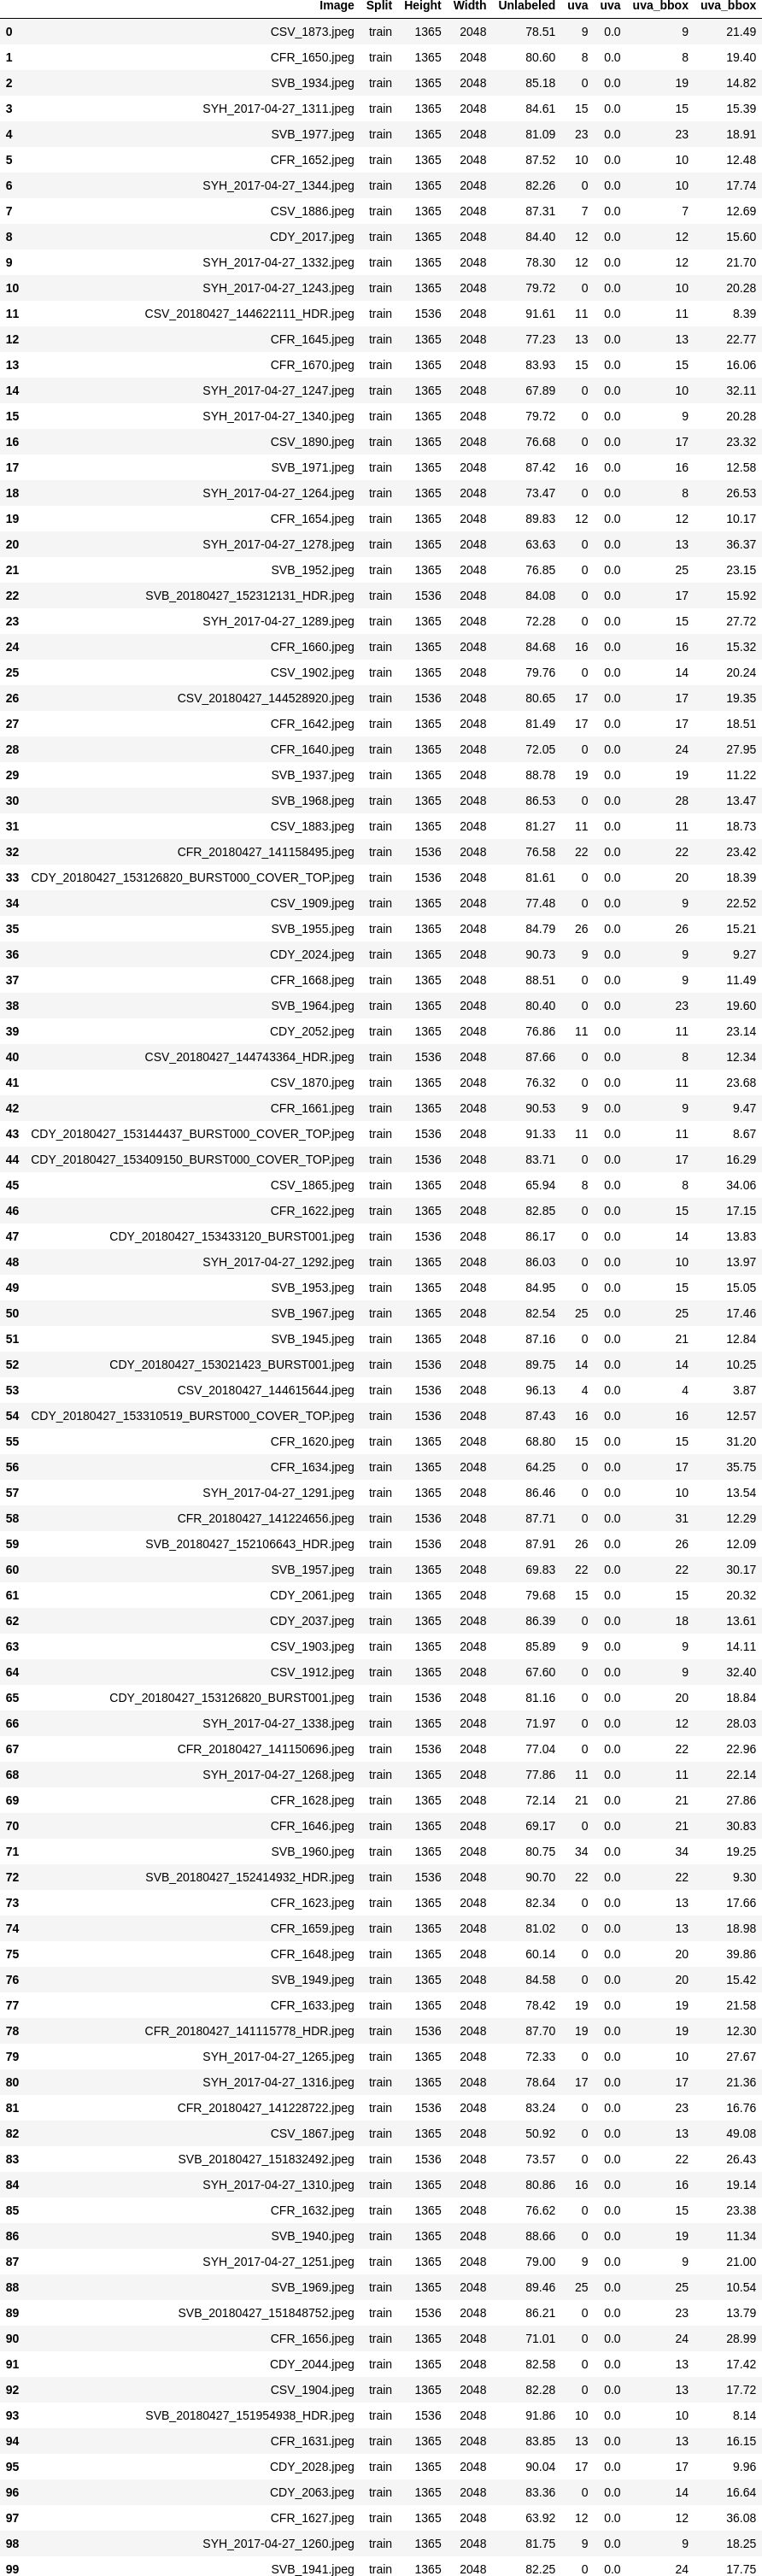 Image Split Height Width Unlabeled uva uva uva_bbox uva_bbox
0 CSV_1873.jpeg train 1365 2048 78.51 9 0.0 9 21.49
1 CFR_1650.jpeg train 1365 2048 80.60 8 0.0 8 19.40
2 SVB_1934.jpeg train 1365 2048 85.18 0 0.0 19 14.82
3 SYH_2017-04-27_1311.jpeg train 1365 2048 84.61 15 0.0 15 15.39
4 SVB_1977.jpeg train 1365 2048 81.09 23 0.0 23 18.91
5 CFR_1652.jpeg train 1365 2048 87.52 10 0.0 10 12.48
6 SYH_2017-04-27_1344.jpeg train 1365 2048 82.26 0 0.0 10 17.74
7 CSV_1886.jpeg train 1365 2048 87.31 7 0.0 7 12.69
8 CDY_2017.jpeg train 1365 2048 84.40 12 0.0 12 15.60
9 SYH_2017-04-27_1332.jpeg train 1365 2048 78.30 12 0.0 12 21.70
10 SYH_2017-04-27_1243.jpeg train 1365 2048 79.72 0 0.0 10 20.28
11 CSV_20180427_144622111_HDR.jpeg train 1536 2048 91.61 11 0.0 11 8.39
12 CFR_1645.jpeg train 1365 2048 77.23 13 0.0 13 22.77
13 CFR_1670.jpeg train 1365 2048 83.93 15 0.0 15 16.06
14 SYH_2017-04-27_1247.jpeg train 1365 2048 67.89 0 0.0 10 32.11
15 SYH_2017-04-27_1340.jpeg train 1365 2048 79.72 0 0.0 9 20.28
16 CSV_1890.jpeg train 1365 2048 76.68 0 0.0 17 23.32
17 SVB_1971.jpeg train 1365 2048 87.42 16 0.0 16 12.58
18 SYH_2017-04-27_1264.jpeg train 1365 2048 73.47 0 0.0 8 26.53
19 CFR_1654.jpeg train 1365 2048 89.83 12 0.0 12 10.17
20 SYH_2017-04-27_1278.jpeg train 1365 2048 63.63 0 0.0 13 36.37
21 SVB_1952.jpeg train 1365 2048 76.85 0 0.0 25 23.15
22 SVB_20180427_152312131_HDR.jpeg train 1536 2048 84.08 0 0.0 17 15.92
23 SYH_2017-04-27_1289.jpeg train 1365 2048 72.28 0 0.0 15 27.72
24 CFR_1660.jpeg train 1365 2048 84.68 16 0.0 16 15.32
25 CSV_1902.jpeg train 1365 2048 79.76 0 0.0 14 20.24
26 CSV_20180427_144528920.jpeg train 1536 2048 80.65 17 0.0 17 19.35
27 CFR_1642.jpeg train 1365 2048 81.49 17 0.0 17 18.51
28 CFR_1640.jpeg train 1365 2048 72.05 0 0.0 24 27.95
29 SVB_1937.jpeg train 1365 2048 88.78 19 0.0 19 11.22
30 SVB_1968.jpeg train 1365 2048 86.53 0 0.0 28 13.47
31 CSV_1883.jpeg train 1365 2048 81.27 11 0.0 11 18.73
32 CFR_20180427_141158495.jpeg train 1536 2048 76.58 22 0.0 22 23.42
33 CDY_20180427_153126820_BURST000_COVER_TOP.jpeg train 1536 2048 81.61 0 0.0 20 18.39
34 CSV_1909.jpeg train 1365 2048 77.48 0 0.0 9 22.52
35 SVB_1955.jpeg train 1365 2048 84.79 26 0.0 26 15.21
36 CDY_2024.jpeg train 1365 2048 90.73 9 0.0 9 9.27
37 CFR_1668.jpeg train 1365 2048 88.51 0 0.0 9 11.49
38 SVB_1964.jpeg train 1365 2048 80.40 0 0.0 23 19.60
39 CDY_2052.jpeg train 1365 2048 76.86 11 0.0 11 23.14
40 CSV_20180427_144743364_HDR.jpeg train 1536 2048 87.66 0 0.0 8 12.34
41 CSV_1870.jpeg train 1365 2048 76.32 0 0.0 11 23.68
42 CFR_1661.jpeg train 1365 2048 90.53 9 0.0 9 9.47
43 CDY_20180427_153144437_BURST000_COVER_TOP.jpeg train 1536 2048 91.33 11 0.0 11 8.67
44 CDY_20180427_153409150_BURST000_COVER_TOP.jpeg train 1536 2048 83.71 0 0.0 17 16.29
45 CSV_1865.jpeg train 1365 2048 65.94 8 0.0 8 34.06
46 CFR_1622.jpeg train 1365 2048 82.85 0 0.0 15 17.15
47 CDY_20180427_153433120_BURST001.jpeg train 1536 2048 86.17 0 0.0 14 13.83
48 SYH_2017-04-27_1292.jpeg train 1365 2048 86.03 0 0.0 10 13.97
49 SVB_1953.jpeg train 1365 2048 84.95 0 0.0 15 15.05
50 SVB_1967.jpeg train 1365 2048 82.54 25 0.0 25 17.46
51 SVB_1945.jpeg train 1365 2048 87.16 0 0.0 21 12.84
52 CDY_20180427_153021423_BURST001.jpeg train 1536 2048 89.75 14 0.0 14 10.25
53 CSV_20180427_144615644.jpeg train 1536 2048 96.13 4 0.0 4 3.87
54 CDY_20180427_153310519_BURST000_COVER_TOP.jpeg train 1536 2048 87.43 16 0.0 16 12.57
55 CFR_1620.jpeg train 1365 2048 68.80 15 0.0 15 31.20
56 CFR_1634.jpeg train 1365 2048 64.25 0 0.0 17 35.75
57 SYH_2017-04-27_1291.jpeg train 1365 2048 86.46 0 0.0 10 13.54
58 CFR_20180427_141224656.jpeg train 1536 2048 87.71 0 0.0 31 12.29
59 SVB_20180427_152106643_HDR.jpeg train 1536 2048 87.91 26 0.0 26 12.09
60 SVB_1957.jpeg train 1365 2048 69.83 22 0.0 22 30.17
61 CDY_2061.jpeg train 1365 2048 79.68 15 0.0 15 20.32
62 CDY_2037.jpeg train 1365 2048 86.39 0 0.0 18 13.61
63 CSV_1903.jpeg train 1365 2048 85.89 9 0.0 9 14.11
64 CSV_1912.jpeg train 1365 2048 67.60 0 0.0 9 32.40
65 CDY_20180427_153126820_BURST001.jpeg train 1536 2048 81.16 0 0.0 20 18.84
66 SYH_2017-04-27_1338.jpeg train 1365 2048 71.97 0 0.0 12 28.03
67 CFR_20180427_141150696.jpeg train 1536 2048 77.04 0 0.0 22 22.96
68 SYH_2017-04-27_1268.jpeg train 1365 2048 77.86 11 0.0 11 22.14
69 CFR_1628.jpeg train 1365 2048 72.14 21 0.0 21 27.86
70 CFR_1646.jpeg train 1365 2048 69.17 0 0.0 21 30.83
71 SVB_1960.jpeg train 1365 2048 80.75 34 0.0 34 19.25
72 SVB_20180427_152414932_HDR.jpeg train 1536 2048 90.70 22 0.0 22 9.30
73 CFR_1623.jpeg train 1365 2048 82.34 0 0.0 13 17.66
74 CFR_1659.jpeg train 1365 2048 81.02 0 0.0 13 18.98
75 CFR_1648.jpeg train 1365 2048 60.14 0 0.0 20 39.86
76 SVB_1949.jpeg train 1365 2048 84.58 0 0.0 20 15.42
77 CFR_1633.jpeg train 1365 2048 78.42 19 0.0 19 21.58
78 CFR_20180427_141115778_HDR.jpeg train 1536 2048 87.70 19 0.0 19 12.30
79 SYH_2017-04-27_1265.jpeg train 1365 2048 72.33 0 0.0 10 27.67
80 SYH_2017-04-27_1316.jpeg train 1365 2048 78.64 17 0.0 17 21.36
81 CFR_20180427_141228722.jpeg train 1536 2048 83.24 0 0.0 23 16.76
82 CSV_1867.jpeg train 1365 2048 50.92 0 0.0 13 49.08
83 SVB_20180427_151832492.jpeg train 1536 2048 73.57 0 0.0 22 26.43
84 SYH_2017-04-27_1310.jpeg train 1365 2048 80.86 16 0.0 16 19.14
85 CFR_1632.jpeg train 1365 2048 76.62 0 0.0 15 23.38
86 SVB_1940.jpeg train 1365 2048 88.66 0 0.0 19 11.34
87 SYH_2017-04-27_1251.jpeg train 1365 2048 79.00 9 0.0 9 21.00
88 SVB_1969.jpeg train 1365 2048 89.46 25 0.0 25 10.54
89 SVB_20180427_151848752.jpeg train 1536 2048 86.21 0 0.0 23 13.79
90 CFR_1656.jpeg train 1365 2048 71.01 0 0.0 24 28.99
91 CDY_2044.jpeg train 1365 2048 82.58 0 0.0 13 17.42
92 CSV_1904.jpeg train 1365 2048 82.28 0 0.0 13 17.72
93 SVB_20180427_151954938_HDR.jpeg train 1536 2048 91.86 10 0.0 10 8.14
94 CFR_1631.jpeg train 1365 2048 83.85 13 0.0 13 16.15
95 CDY_2028.jpeg train 1365 2048 90.04 17 0.0 17 9.96
96 CDY_2063.jpeg train 1365 2048 83.36 0 0.0 14 16.64
97 CFR_1627.jpeg train 1365 2048 63.92 12 0.0 12 36.08
98 SYH_2017-04-27_1260.jpeg train 1365 2048 81.75 9 0.0 9 18.25
99 SVB_1941.jpeg train 1365 2048 82.25 0 0.0 24 17.75